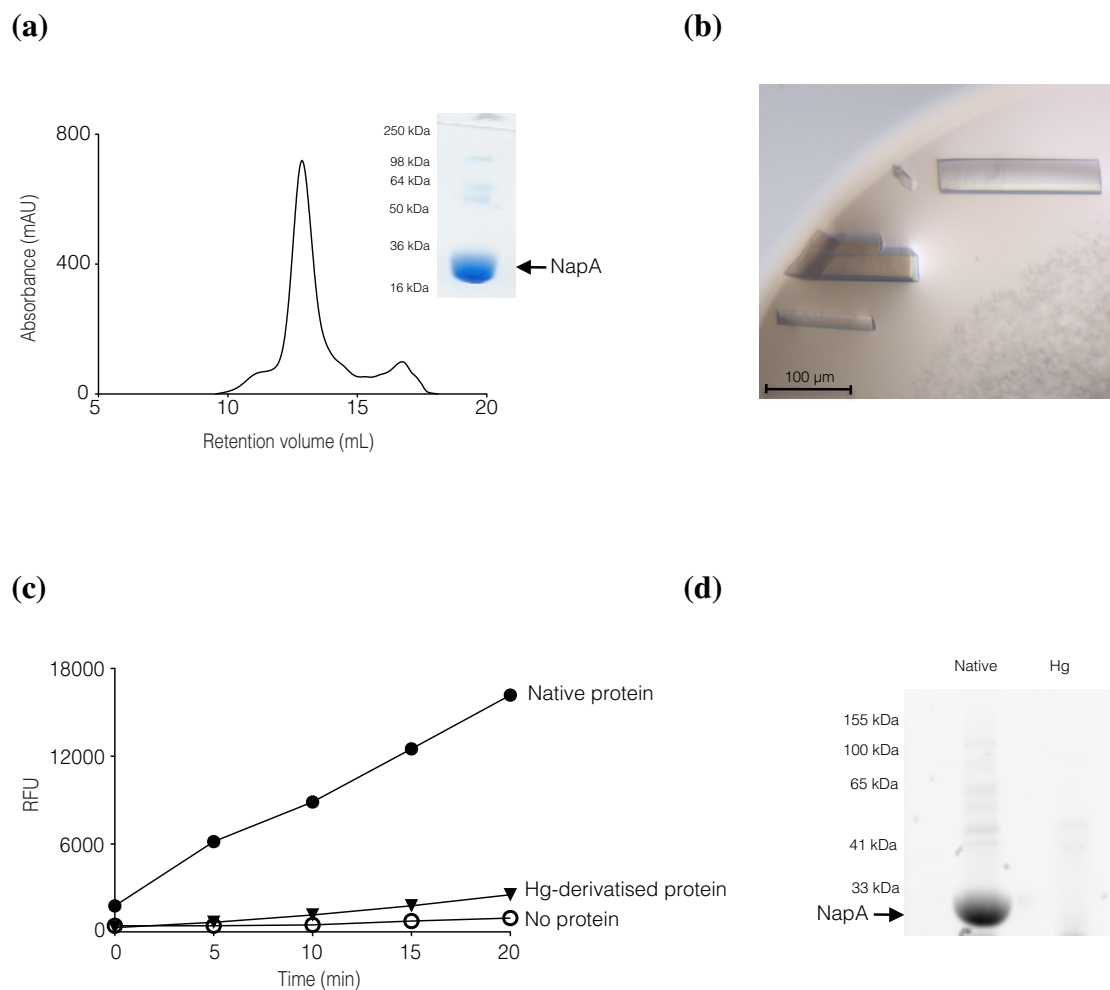 (a)
800
400
0
5
10
15
20
Absorbance (mAU)
Retention volume (mL)
250 kDa
98 kDa
64 kDa
50 kDa
36 kDa
16 kDa
NapA
(b)
100 µm
(c)
18000
12000
6000
0
0
5
10
15
20
RFU
Time (min)
Native protein
Hg-derivatised protein
No protein
(d)
Native Hg
155 kDa
100 kDa
65 kDa
41 kDa
33 kDa
NapA